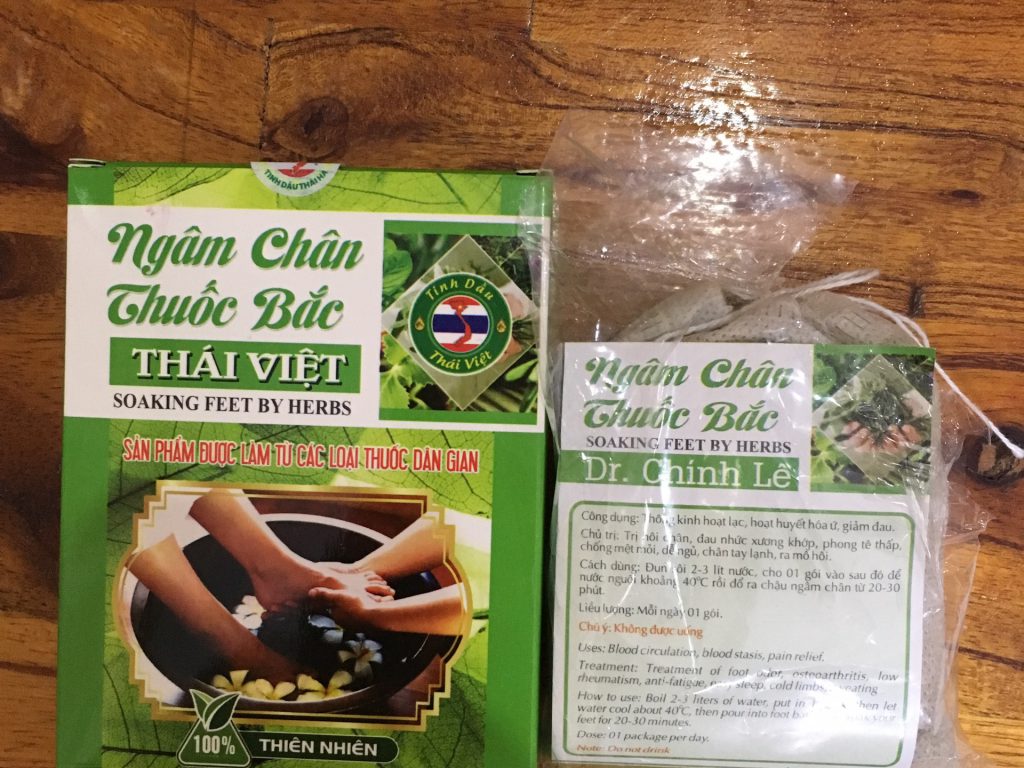 TINH DẦU THÁI HÀ
Ngâm Chân
Thuốc Bắc
THÁI VIỆT
SOAKING FEET BY HERBS
Tinh Dầu
Thái Việt
SẢN PHẨM ĐƯỢC LÀM TỪ CÁC LOẠI THUỐC DÂN GIAN
100%
THIÊN NHIÊN
Ngâm Chân
Thuốc Bắc
SOAKING FEET BY HERBS
Dr. Chính Lê
Công dụng: Thông kinh hoạt lạc, hoạt huyết hóa ứ, giảm đau.
Chủ trị: Trị hôi chân, đau nhức xương khớp, phong tê thấp,
chống mệt mỏi, dễ ngủ, chân tay lạnh, ra mồ hôi.
Cách dùng: Đun sôi 2-3 lít nước, cho 01 gói vào sau đó để
nước nguội khoảng 40°C rồi đổ ra chậu ngâm chân từ 20-30
phút.
Liều lượng: Mỗi ngày 01 gói.
Chú ý: Không được uống
Uses: Blood circulation, blood stasis, pain relief.
Treatment: Treatment of foot odor, osteoarthritis, low
rheumatism, anti-fatigue, sleep, cold limbs,
How to use: Boil 2-3 liters of water, put in then let
water cool about 40°C, then pour into foot your
feet for 20-30 minutes.
Dose: 01 package per day.
Note: Do not drink